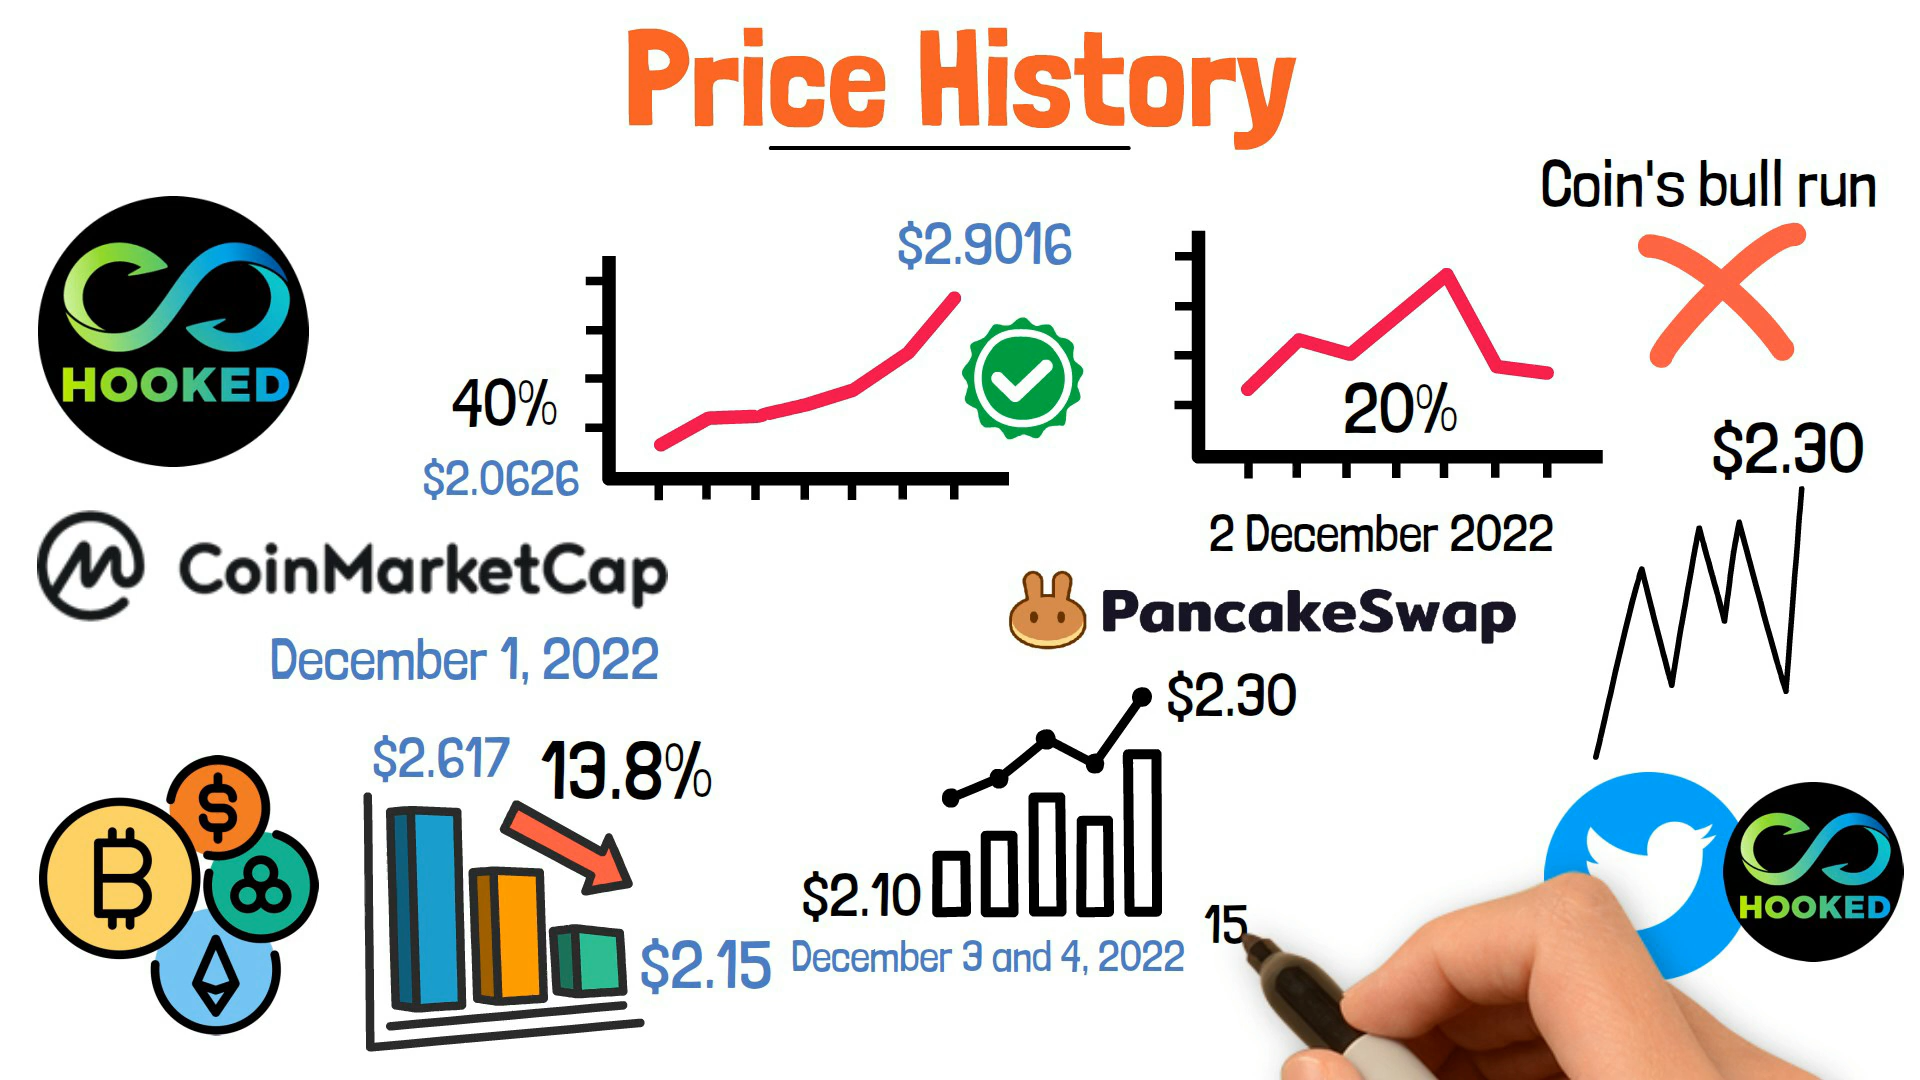 Price History
Coin's bull run
HOOKED
$2.9016
40%
$2.0626
20%
2 December 2022
$2.30
CoinMarketCap
December 1, 2022
PancakeSwap
$2.617
13.8%
$2.15
$2.30
$2.10
December 3 and 4, 2022
15
HOOKED